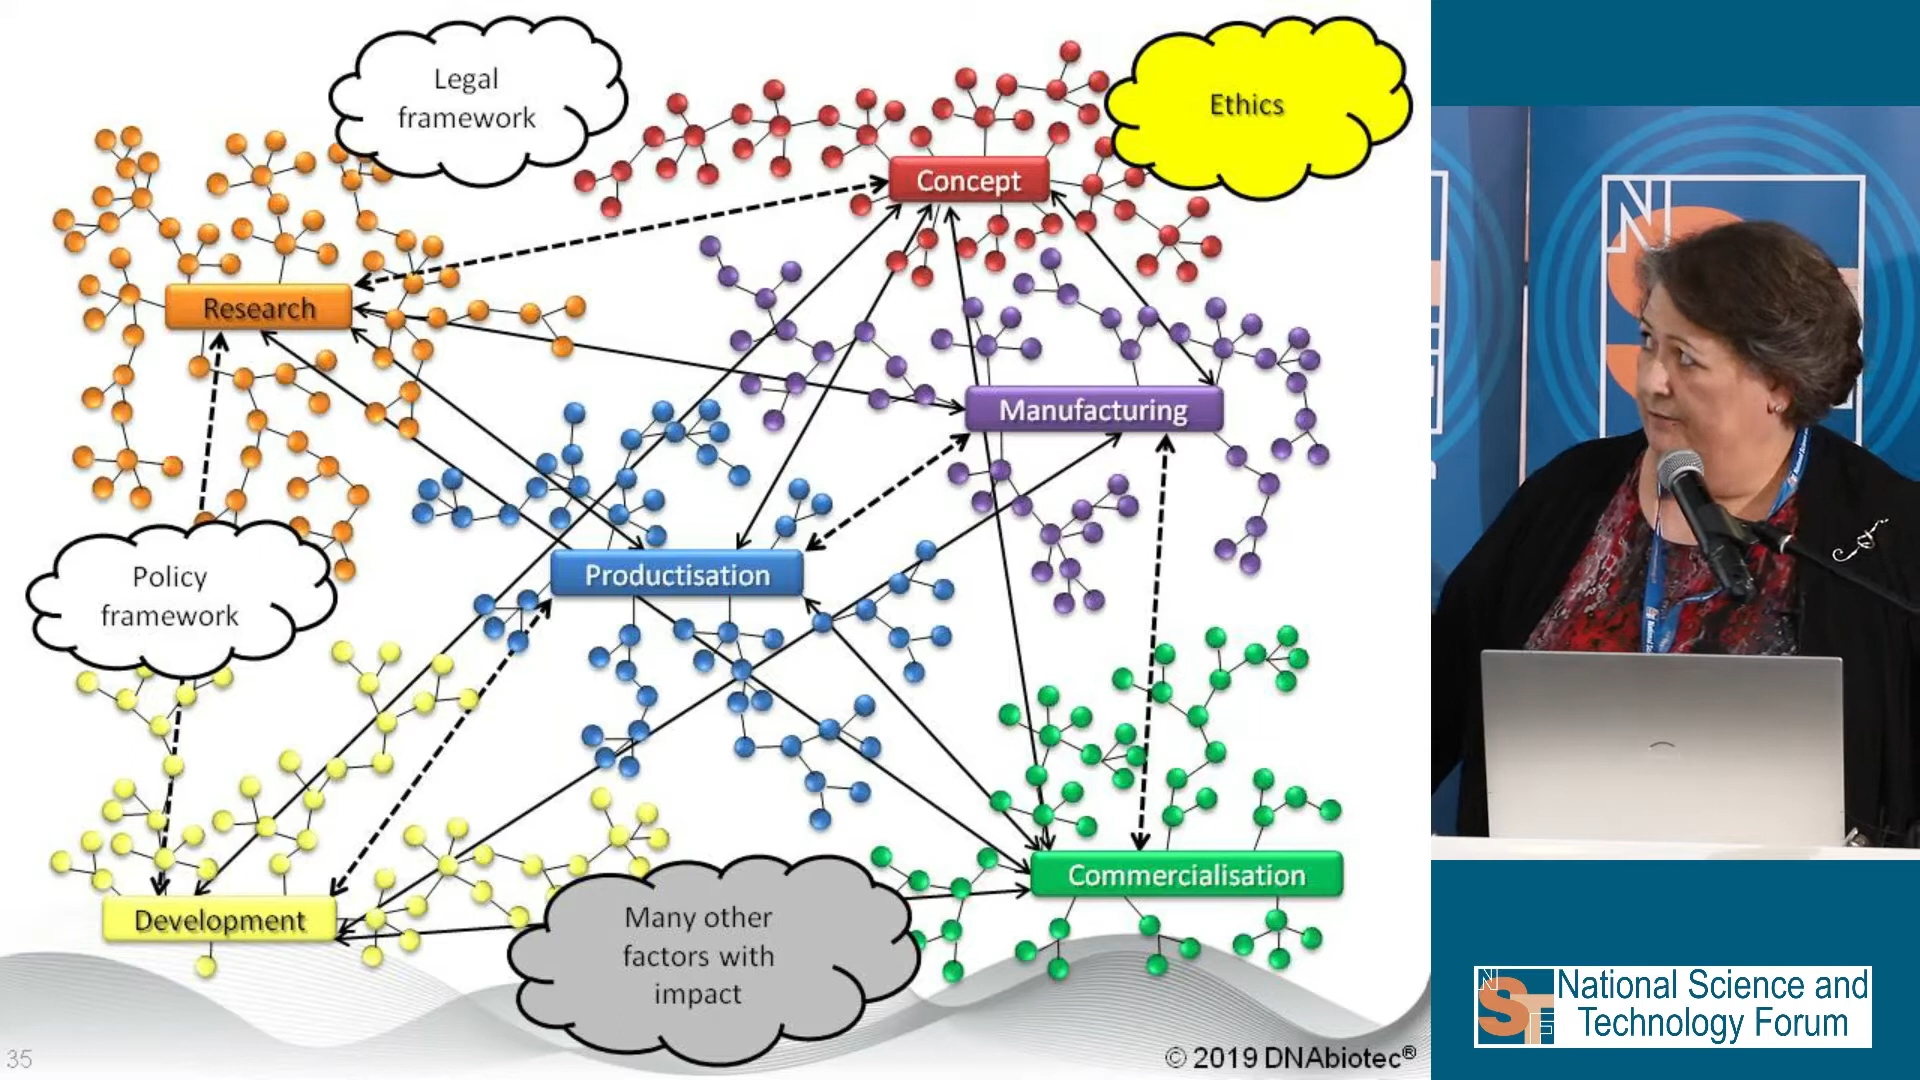 Legal
framework
Ethics
Concept
Research
Manufacturing
Productisation
Policy
framework
Commercialisation
Development
Many other
factors with
impact
35
© 2019 DNAbiotec®
National Science and
Technology Forum